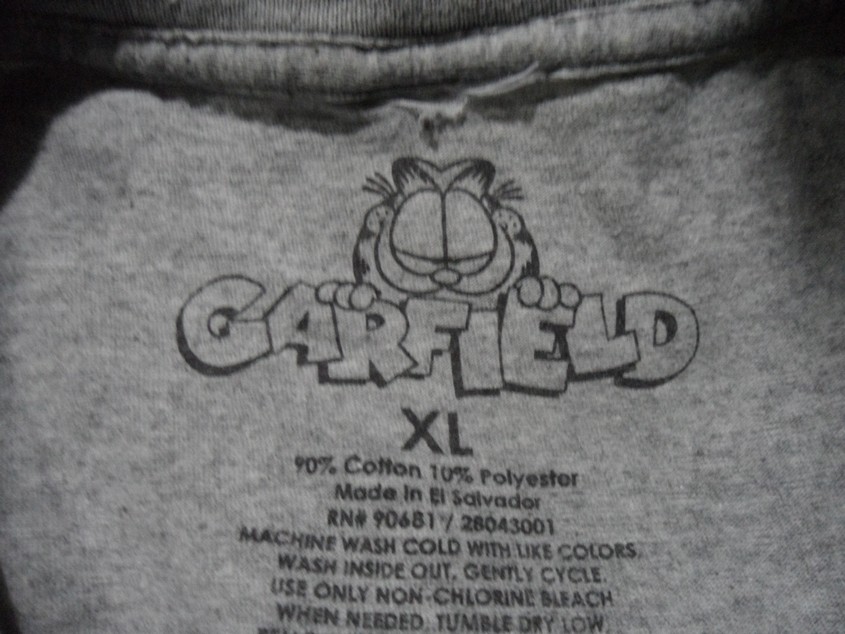 GARFIELD
XL
90% Cotton 10% Polyester
Made In El Salvador
RN# 90681 / 28043001
MACHINE WASH COLD WITH LIKE COLORS.
WASH INSIDE OUT, GENTLY CYCLE.
USE ONLY NON-CHLORINE BLEACH
WHEN NEEDED. TUMBLE DRY LOW.